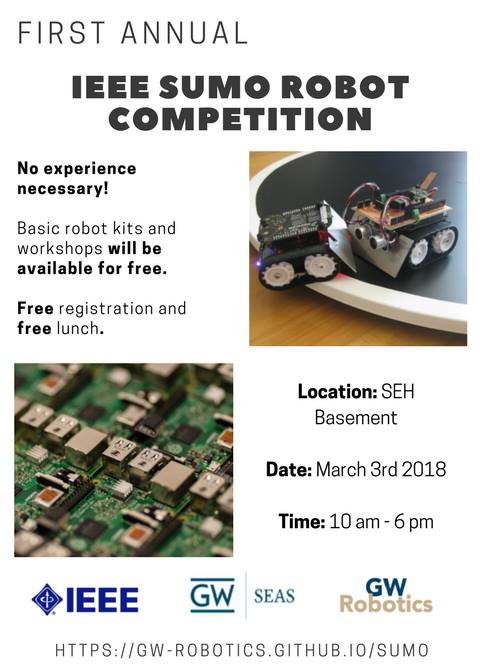 FIRST ANNUAL
IEEE SUMO ROBOT
COMPETITION
No experience
necessary!
Basic robot kits and
workshops will be
available for free.
Free registration and
free lunch.
Location: SEH
Basement
Date: March 3rd 2018
Time: 10 am - 6 pm
IEEE
GW SEAS
GW
Robotics
HTTPS://GW-ROBOTICS.GITHUB.IO/SUMO